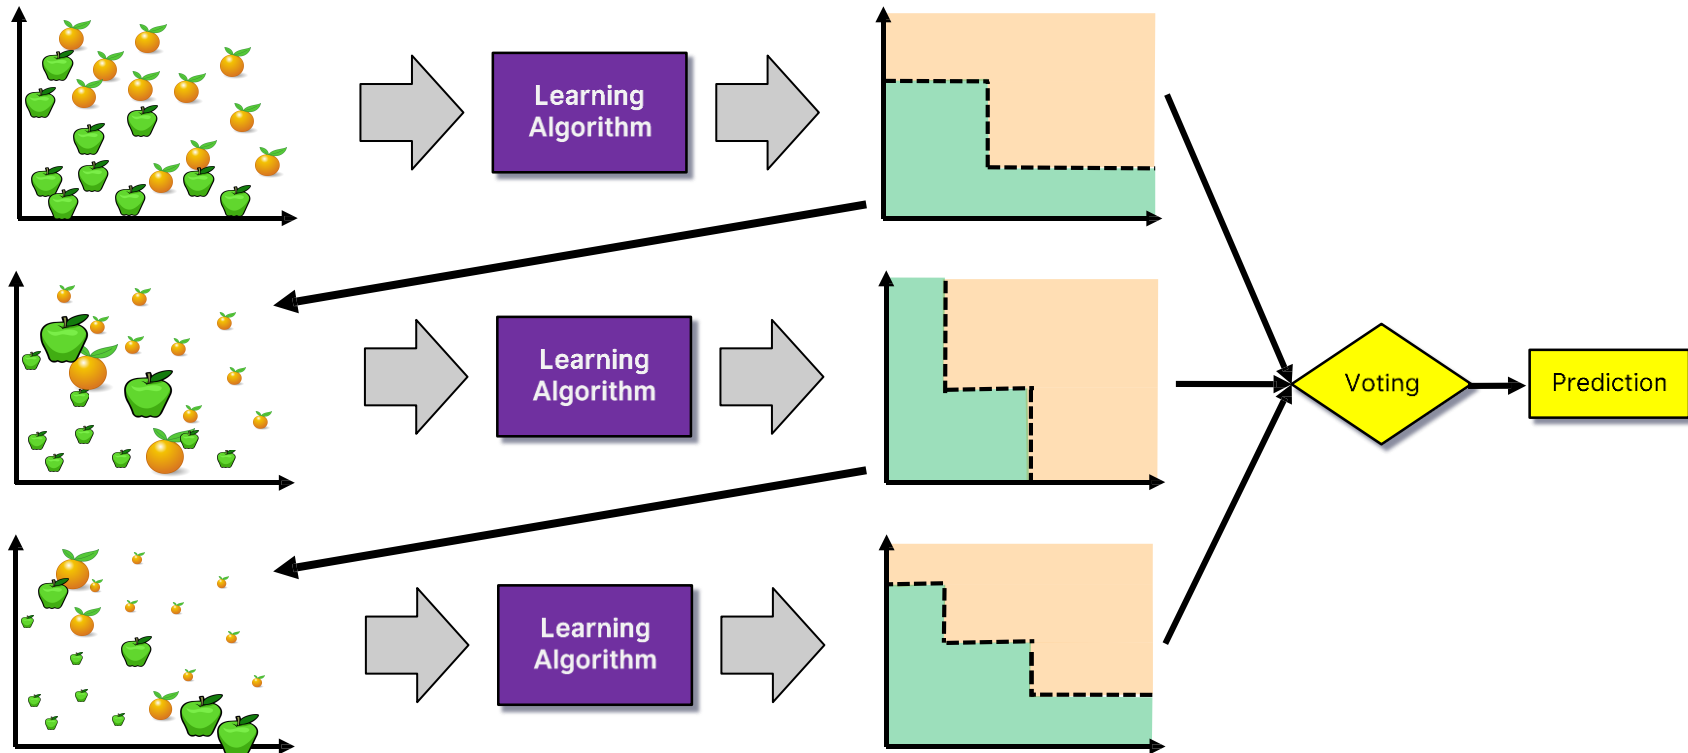 Learning
Algorithm
Learning
Algorithm
Voting
Prediction
Learning
Algorithm